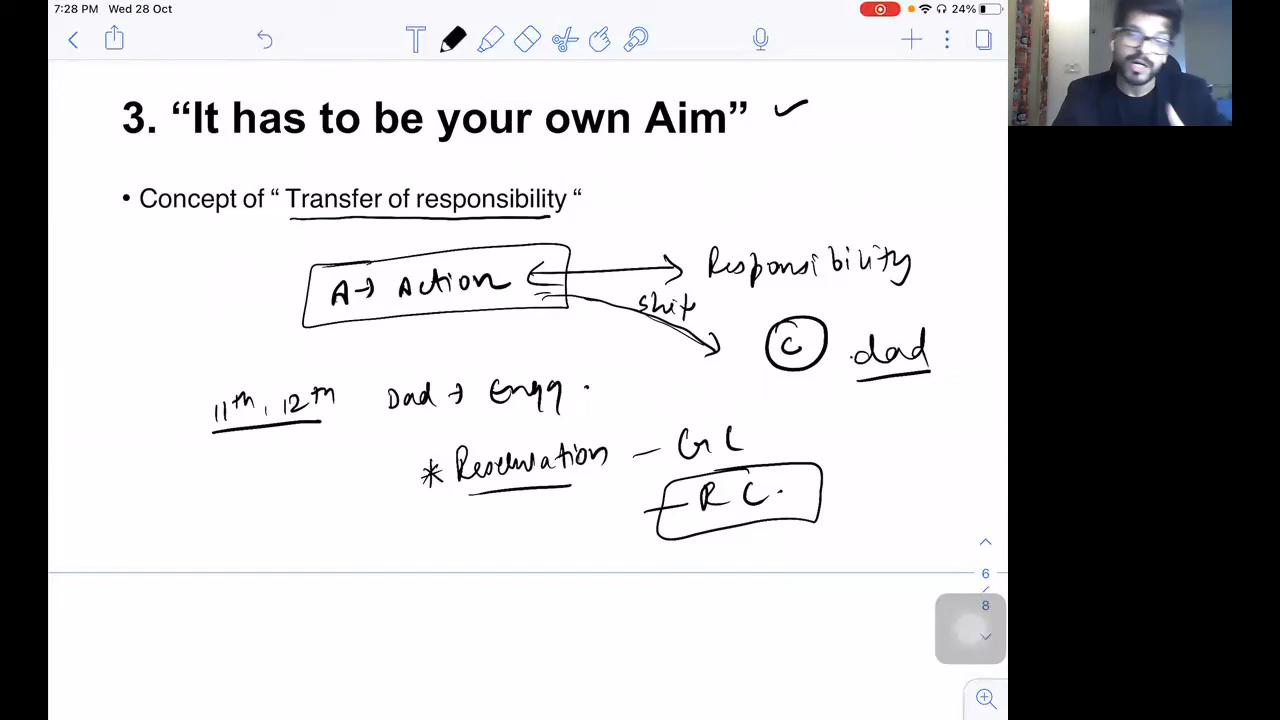 7:28 PM Wed 28 Oct
24%
3. “It has to be your own Aim” ✓
• Concept of “ Transfer of responsibility “
A → Action
Responsibility
shift
C
dad
11th, 12th Dad → Engg.
* Reservation — GC
— RC.
6
8